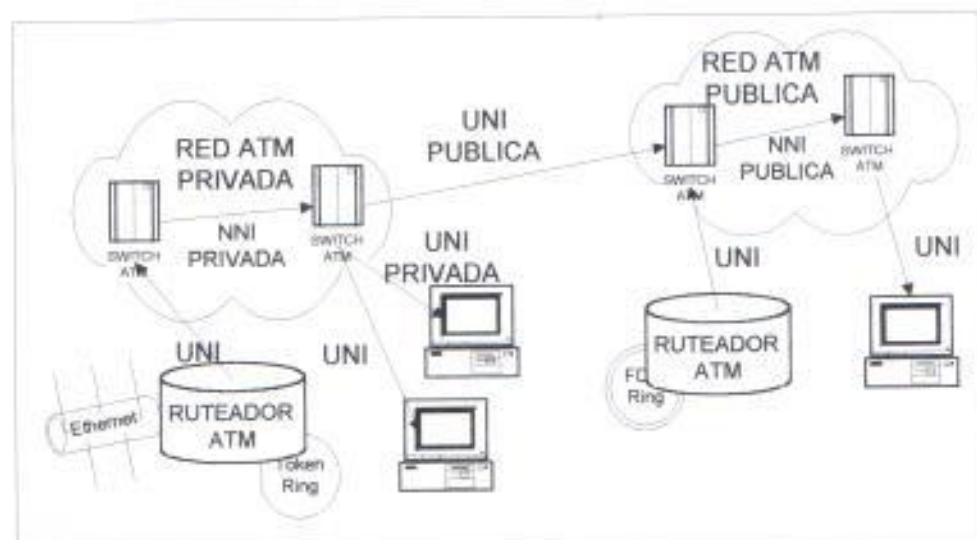 RED ATM
PUBLICA
UNI
PUBLICA
RED ATM
PRIVADA
NNI
PUBLICA
SWITCH
ATM
SWITCH
ATM
NNI
PRIVADA
SWITCH
ATM
SWITCH
ATM
UNI
PRIVADA
UNI
UNI
UNI
UNI
RUTEADOR
ATM
Ring
Ethernet
RUTEADOR
ATM
Token
Ring